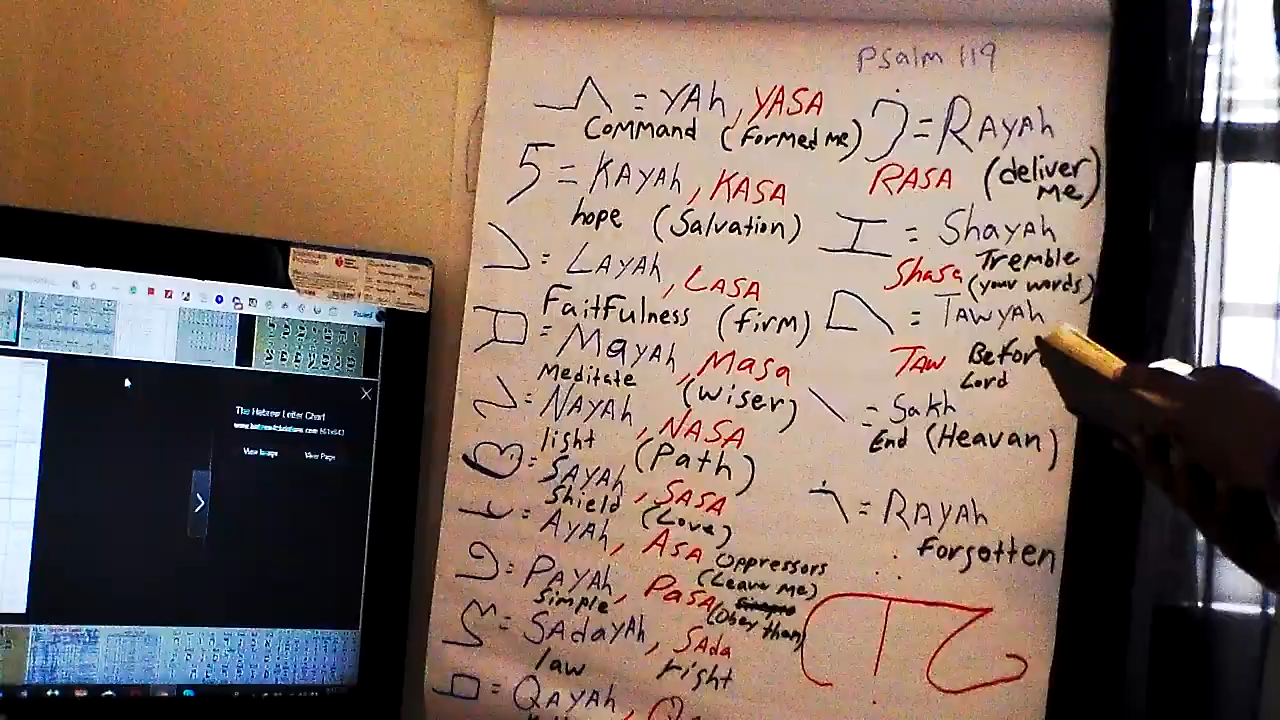 Psalm 119
= YAh, YASA
Command (formed me)
5 = KAYAh, KASA
hope (Salvation)
= LAYAh, LASA
FaitFulness (firm)
= MAYAh, Masa
Meditate (wiser)
= NAYAh, NASA
light (Path)
= SAYAh, SASA
Shield (Love)
= AYAh, ASA oppressors
(Leave me)
= PAYAh, PaSA
Simple (obey than)
= SAdaYAh, SAda
law right
= QAYAh, Q
= RAYAh
RASA (deliver me)
= ShaYAh
Shasa Tremble
(your words)
= TAWYAh
TAW Befor
Lord
= SaKh
End (Heavan)
= RAYAh
Forgotten
The Hebrew Letter Chart
View Image View Page